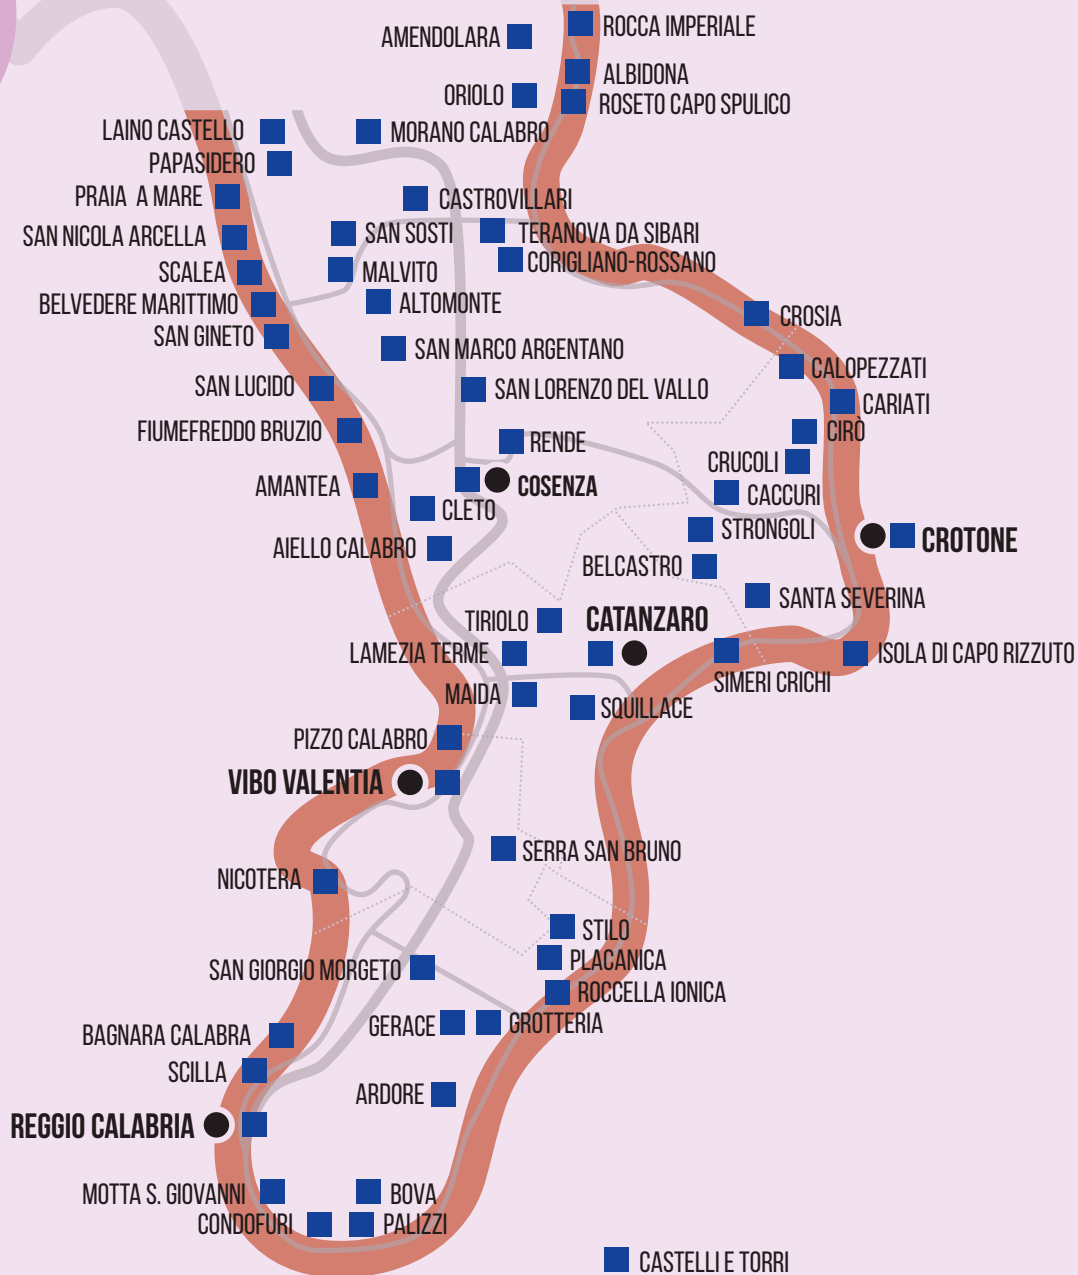 ROCCA IMPERIALE
AMENDOLARA
ALBIDONA
ORIOLO
ROSETO CAPO SPULICO
LAINO CASTELLO
MORANO CALABRO
PAPASIDERO
PRAIA A MARE
CASTROVILLARI
SAN NICOLA ARCELLA
SAN SOSTI
TERANOVA DA SIBARI
CORIGLIANO-ROSSANO
SCALEA
MALVITO
BELVEDERE MARITTIMO
ALTOMONTE
CROSIA
SAN GINETO
SAN MARCO ARGENTANO
CALOPEZZATI
SAN LUCIDO
SAN LORENZO DEL VALLO
CARIATI
FIUMEFREDDO BRUZIO
RENDE
CIRÒ
CRUCOLI
AMANTEA
COSENZA
CACCURI
CLETO
STRONGOLI
CROTONE
AIELLO CALABRO
BELCASTRO
SANTA SEVERINA
TIRIOLO
CATANZARO
LAMEZIA TERME
ISOLA DI CAPO RIZZUTO
SIMERI CRICHI
MAIDA
SQUILLACE
PIZZO CALABRO
VIBO VALENTIA
SERRA SAN BRUNO
NICOTERA
STILO
PLACANICA
SAN GIORGIO MORGETO
ROCCELLA IONICA
GERACE
GROTTERIA
BAGNARA CALABRA
SCILLA
ARDORE
REGGIO CALABRIA
MOTTA S. GIOVANNI
BOVA
CONDOFURI
PALIZZI
CASTELLI E TORRI